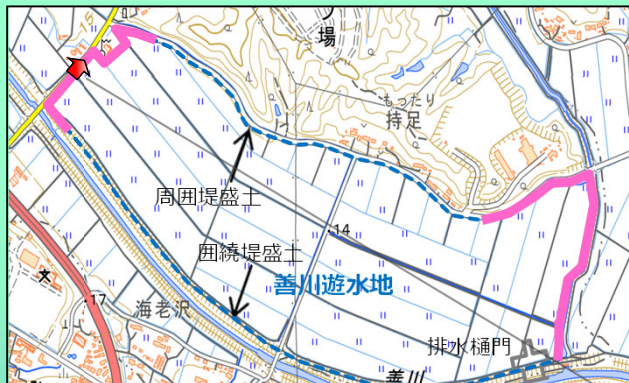 場
もったり
持足
周囲堤盛土
・14
囲繞堤盛土
善川遊水地
・17
海老沢
文
排水樋門
善川